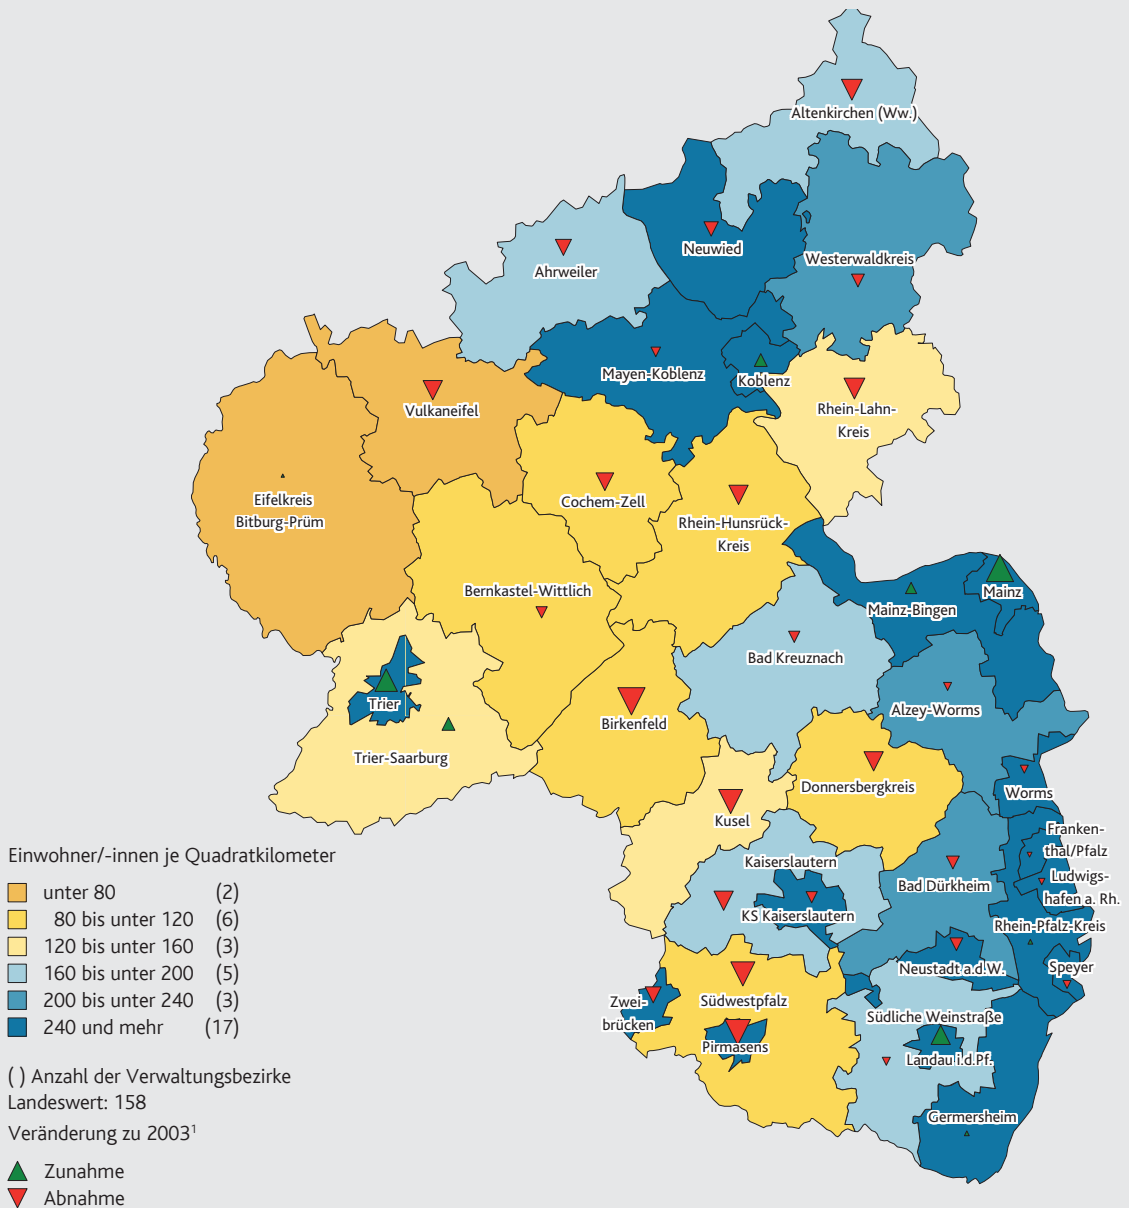 Altenkirchen (Ww.)
Neuwied
Ahrweiler
Westerwaldkreis
Mayen-Koblenz
Koblenz
Vulkaneifel
Rhein-Lahn-
Kreis
Eifelkreis
Bitburg-Prüm
Cochem-Zell
Rhein-Hunsrück-
Kreis
Bernkastel-Wittlich
Mainz
Mainz-Bingen
Bad Kreuznach
Trier
Alzey-Worms
Birkenfeld
Trier-Saarburg
Donnersbergkreis
Worms
Kusel
Franken-
thal/Pfalz
Kaiserslautern
Ludwigs-
hafen a. Rh.
Bad Dürkheim
KS Kaiserslautern
Rhein-Pfalz-Kreis
Neustadt a.d.W.
Speyer
Zwei-
brücken
Südwestpfalz
Südliche Weinstraße
Pirmasens
Landau i.d.Pf.
Germersheim
Einwohner/-innen je Quadratkilometer
unter 80 (2)
80 bis unter 120 (6)
120 bis unter 160 (3)
160 bis unter 200 (5)
200 bis unter 240 (3)
240 und mehr (17)
( ) Anzahl der Verwaltungsbezirke
Landeswert: 158
Veränderung zu 2003¹
Zunahme
Abnahme